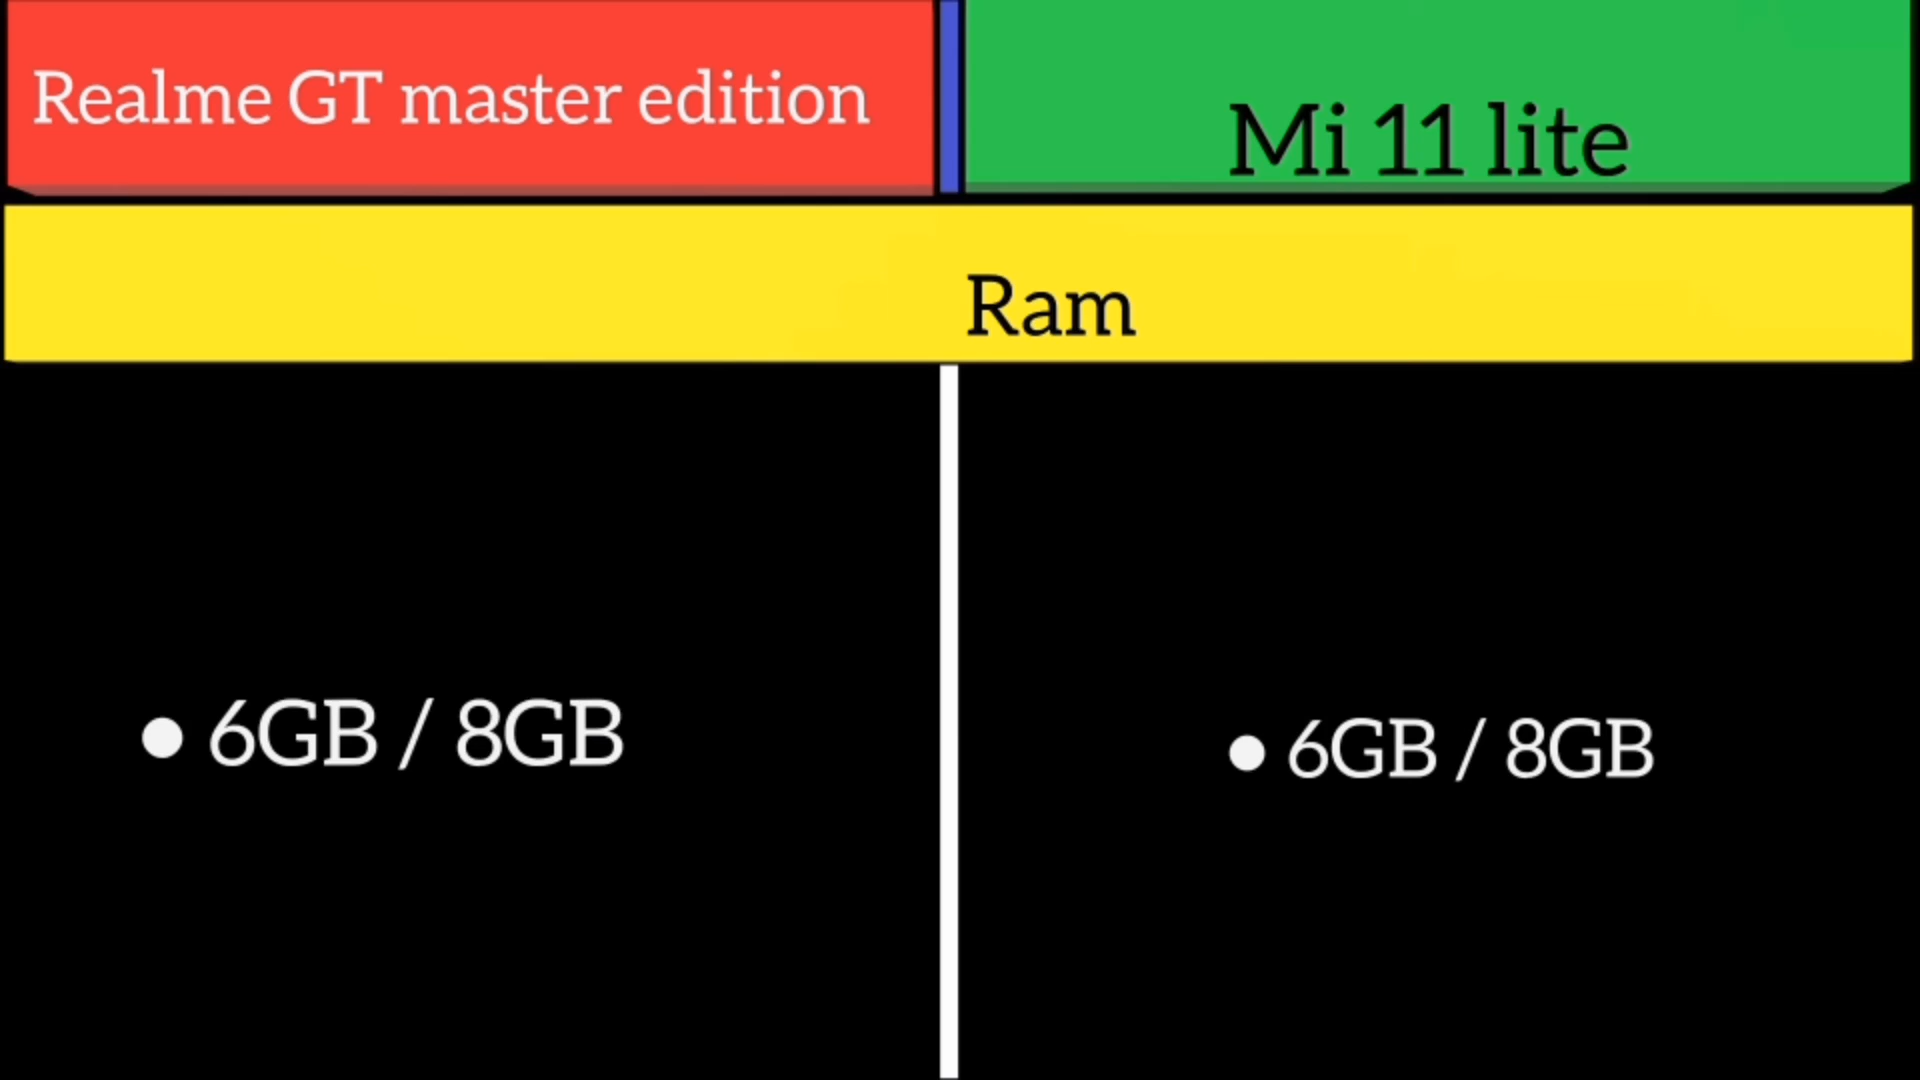 Realme GT master edition
Mi 11 lite
Ram
● 6GB / 8GB
● 6GB / 8GB